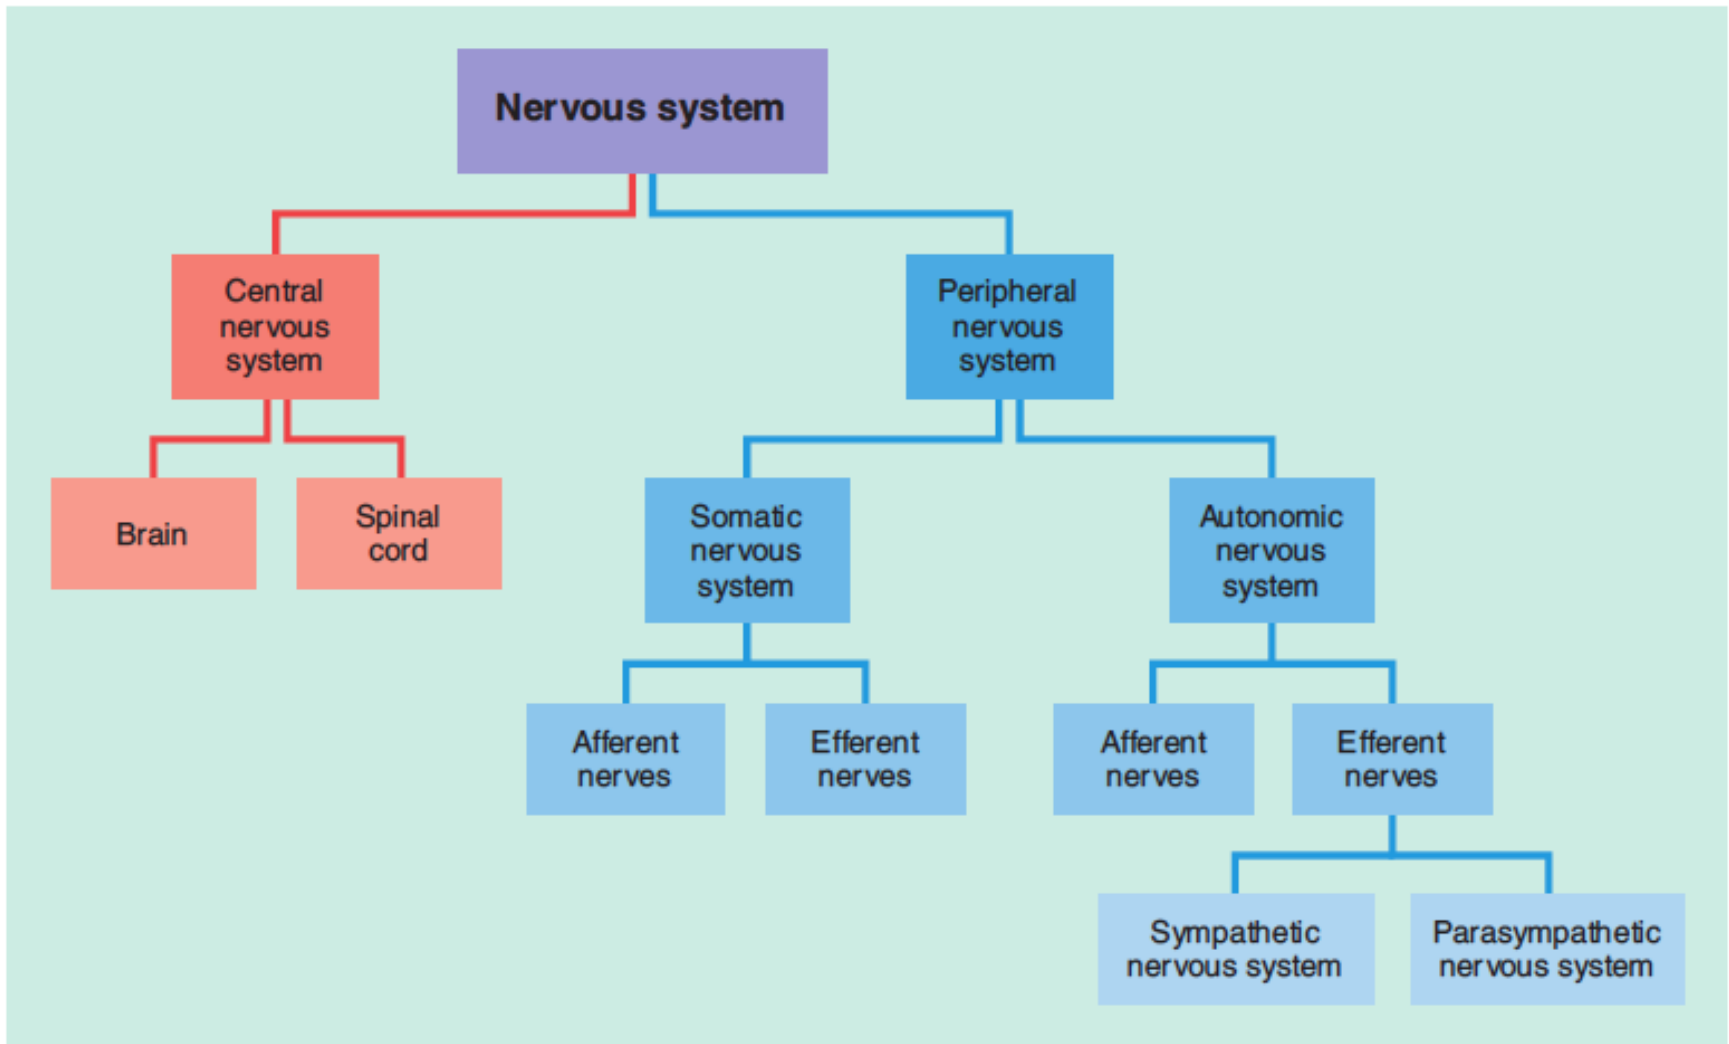 Nervous system
Central
nervous
system
Peripheral
nervous
system
Brain
Spinal
cord
Somatic
nervous
system
Autonomic
nervous
system
Afferent
nerves
Efferent
nerves
Afferent
nerves
Efferent
nerves
Sympathetic
nervous system
Parasympathetic
nervous system